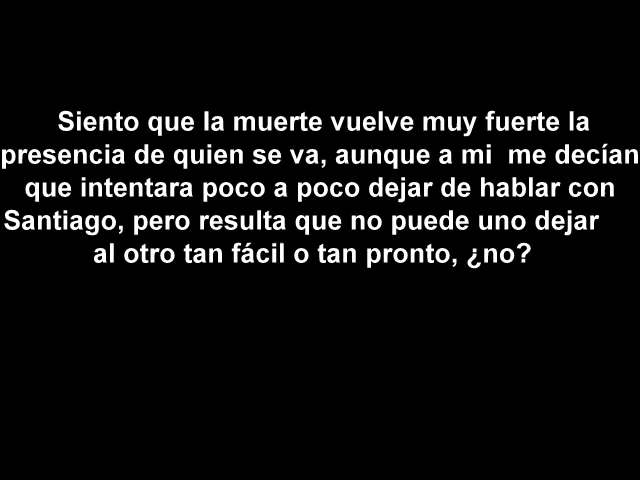 Siento que la muerte vuelve muy fuerte la
presencia de quien se va, aunque a mi  me decían
que intentara poco a poco dejar de hablar con
Santiago, pero resulta que no puede uno dejar
al otro tan fácil o tan pronto, ¿no?